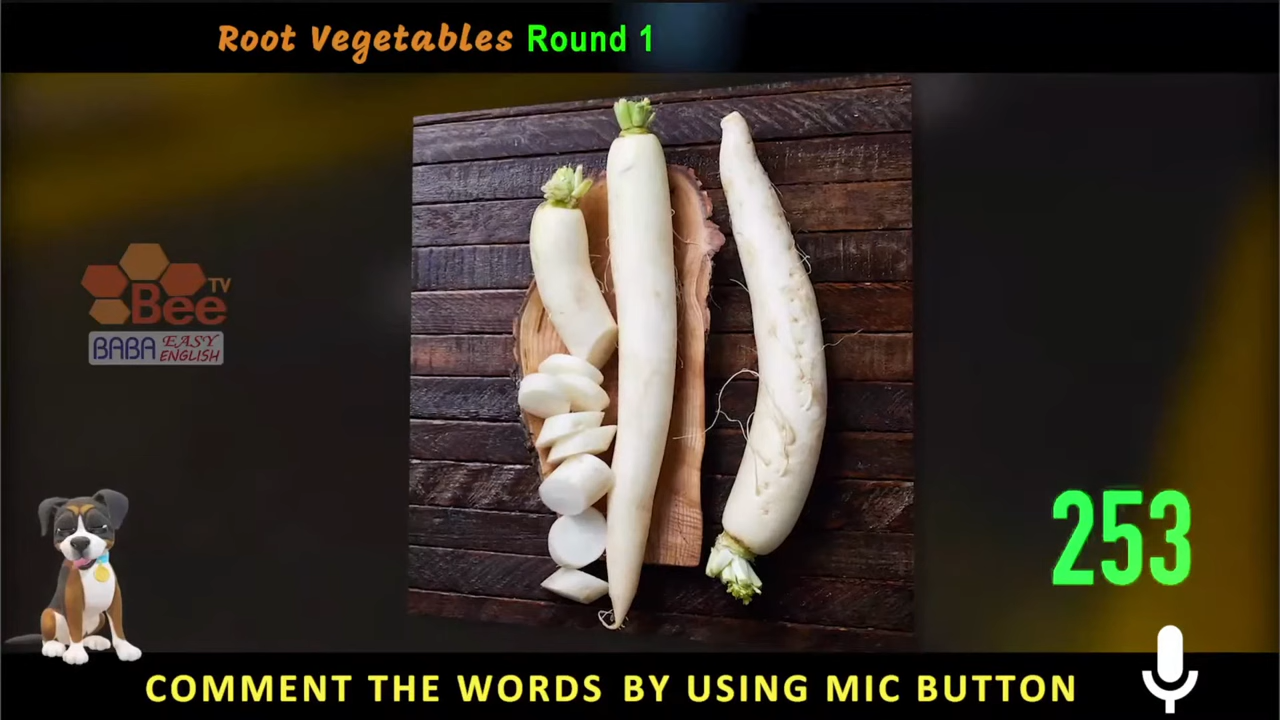 Root Vegetables Round 1
Bee TV
BABA EASY ENGLISH
253
COMMENT THE WORDS BY USING MIC BUTTON